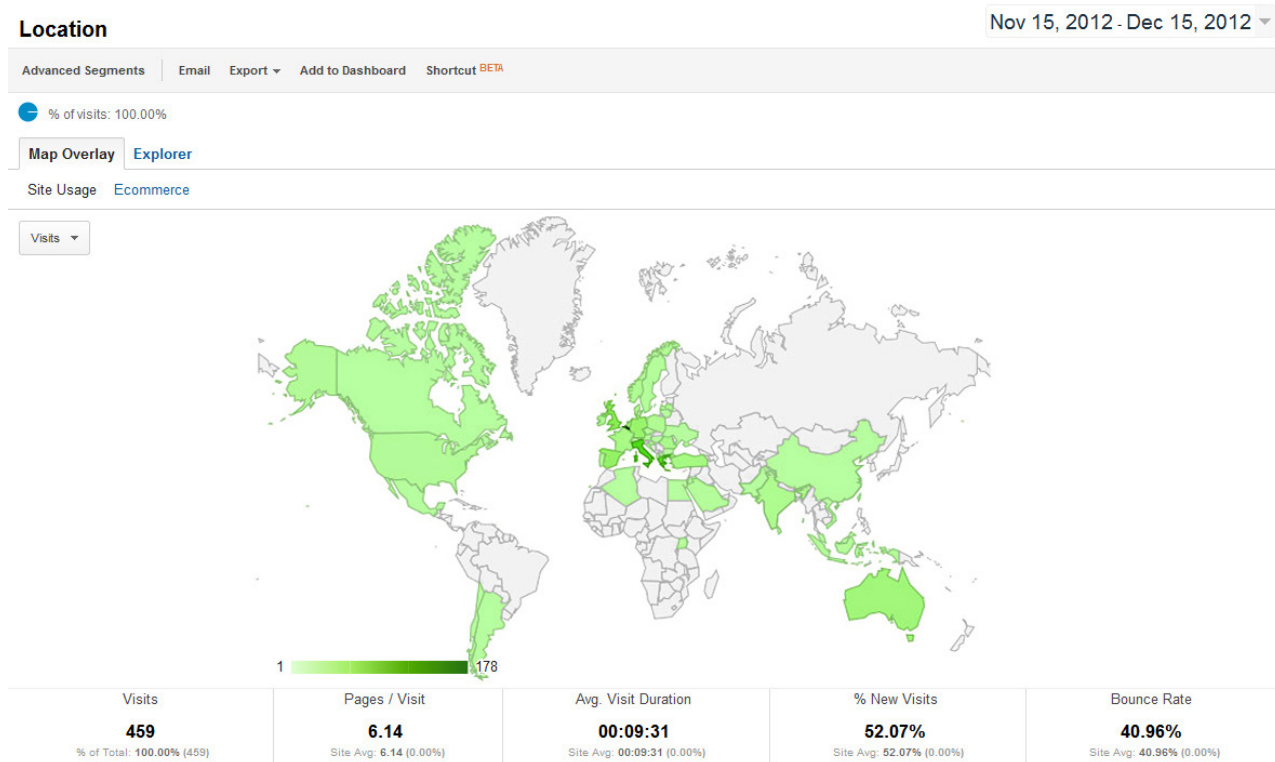 Location
Nov 15, 2012 - Dec 15, 2012
Advanced Segments Email Export Add to Dashboard Shortcut BETA
% of visits: 100.00%
Map Overlay Explorer
Site Usage Ecommerce
Visits
1 178
Visits Pages / Visit Avg. Visit Duration % New Visits Bounce Rate
459 6.14 00:09:31 52.07% 40.96%
% of Total: 100.00% (459) Site Avg: 6.14 (0.00%) Site Avg: 00:09:31 (0.00%) Site Avg: 52.07% (0.00%) Site Avg: 40.96% (0.00%)